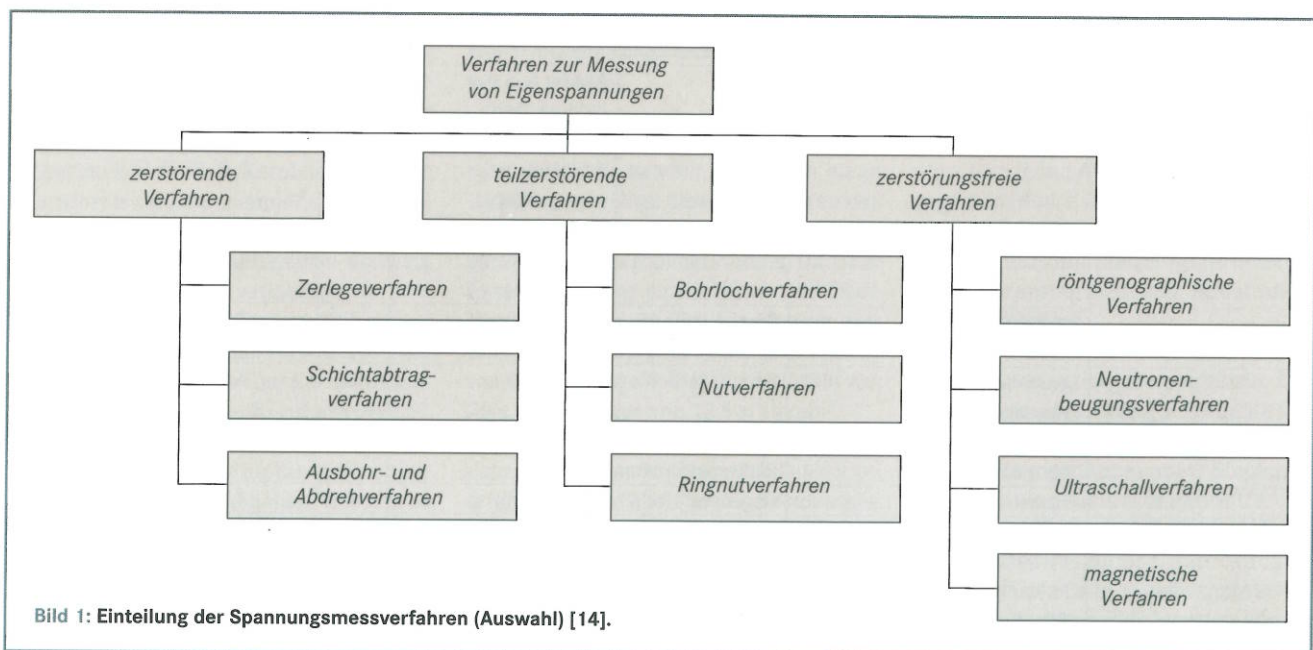 Verfahren zur Messung
von Eigenspannungen
zerstörende
Verfahren
teilzerstörende
Verfahren
zerstörungsfreie
Verfahren
Zerlegeverfahren
Schichtabtrag-
verfahren
Ausbohr- und
Abdrehverfahren
Bohrlochverfahren
Nutverfahren
Ringnutverfahren
röntgenographische
Verfahren
Neutronen-
beugungsverfahren
Ultraschallverfahren
magnetische
Verfahren
Bild 1: Einteilung der Spannungsmessverfahren (Auswahl) [14].